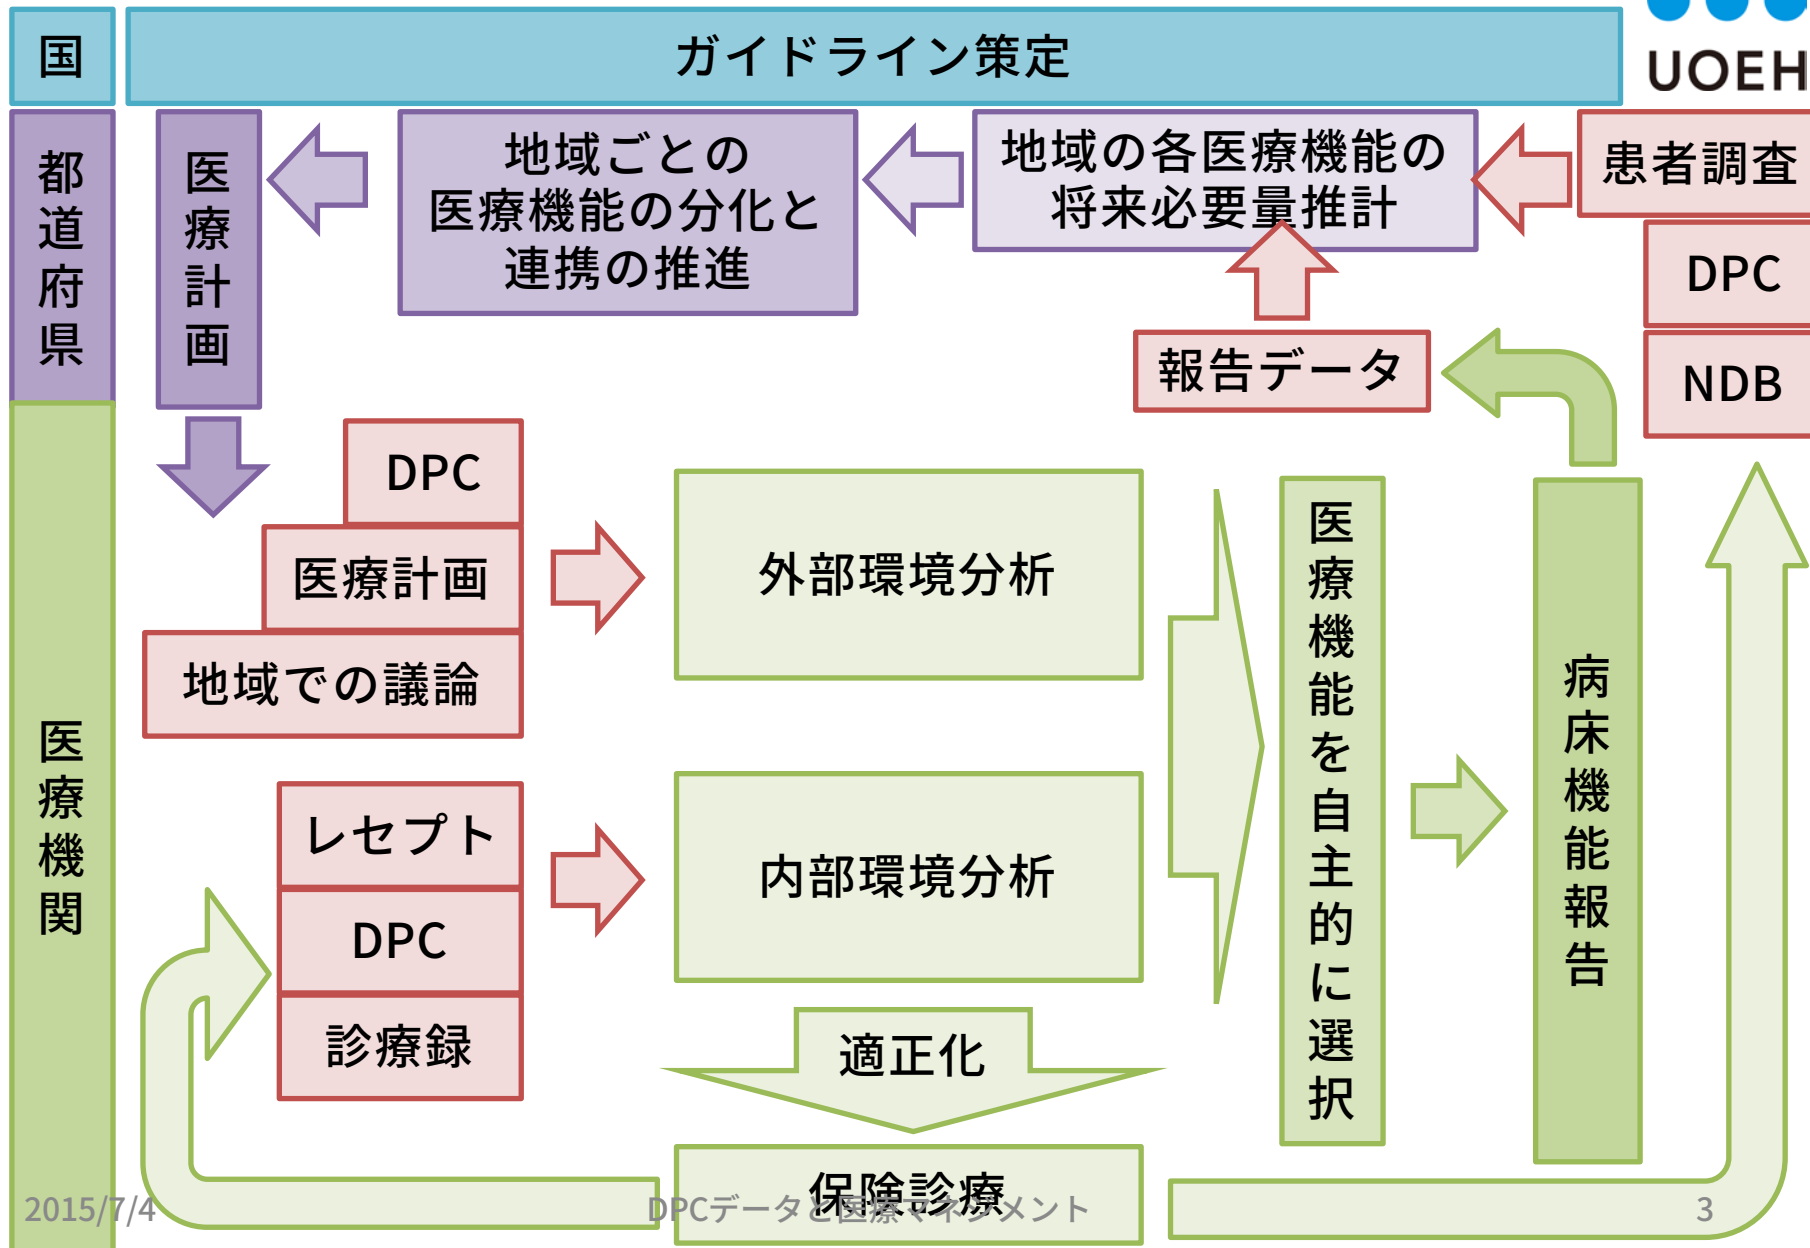 国
ガイドライン策定
UOEH
都道府県
医療計画
地域ごとの
医療機能の分化と
連携の推進
地域の各医療機能の
将来必要量推計
患者調査
DPC
NDB
報告データ
医療機関
DPC
医療計画
地域での議論
外部環境分析
レセプト
DPC
診療録
内部環境分析
医療機能を自主的に選択
病床機能報告
適正化
保険診療
2015/7/4
DPCデータと医療マネジメント
3